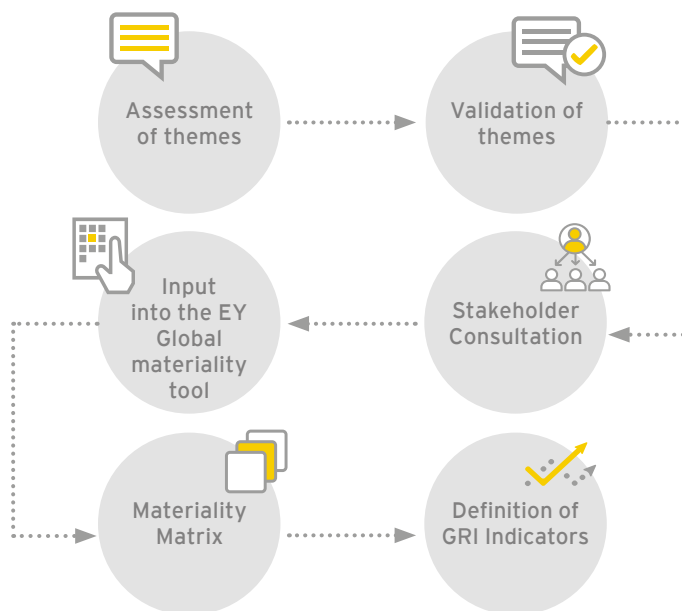 Assessment
of themes
Validation of
themes
Input
into the EY
Global
materiality
tool
Stakeholder
Consultation
Materiality
Matrix
Definition of
GRI Indicators